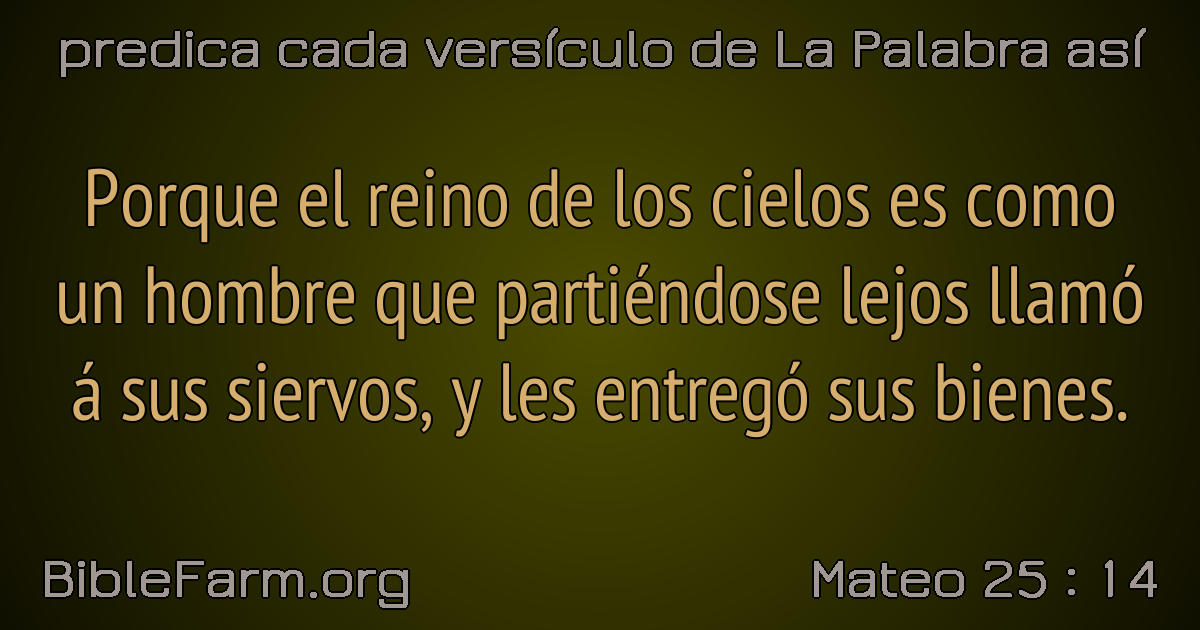 predica cada versículo de La Palabra así
Porque el reino de los cielos es como
un hombre que partiéndose lejos llamó
á sus siervos, y les entregó sus bienes.
BibleFarm.org
Mateo 25 : 14